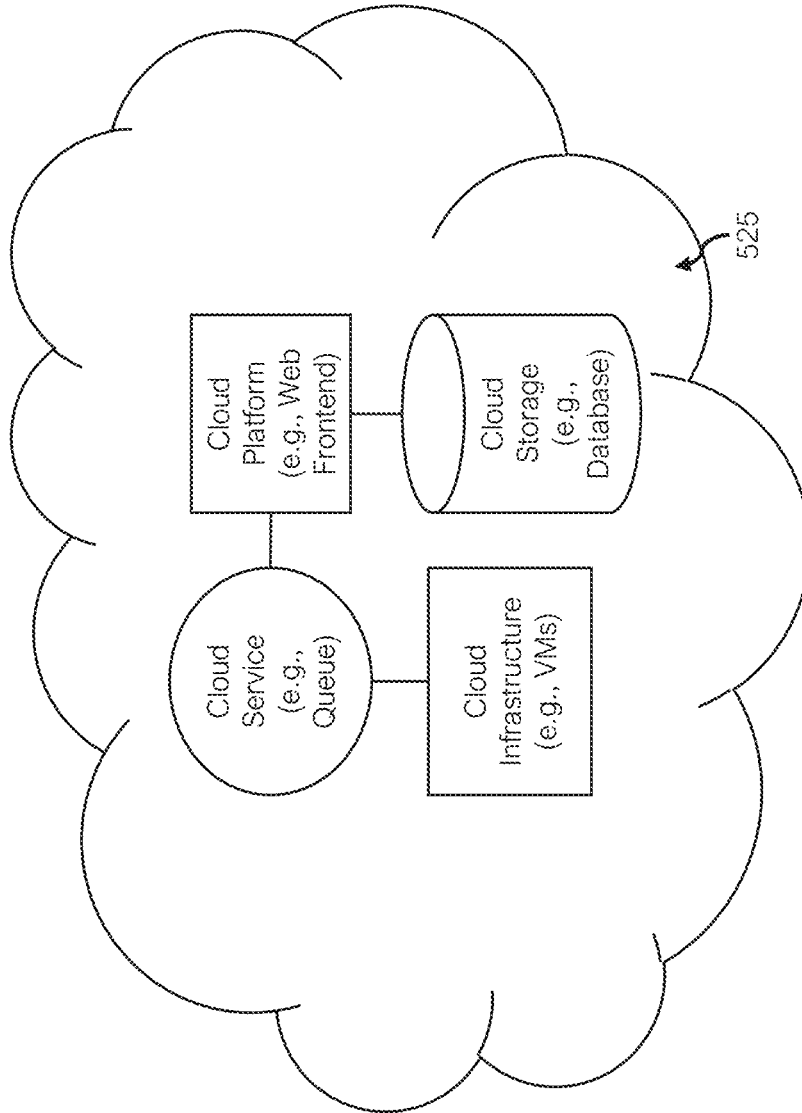 Cloud
Service
(e.g.,
Queue)
Cloud
Platform
(e.g., Web
Frontend)
Cloud
Infrastructure
(e.g., VMs)
Cloud
Storage
(e.g.,
Database)
525